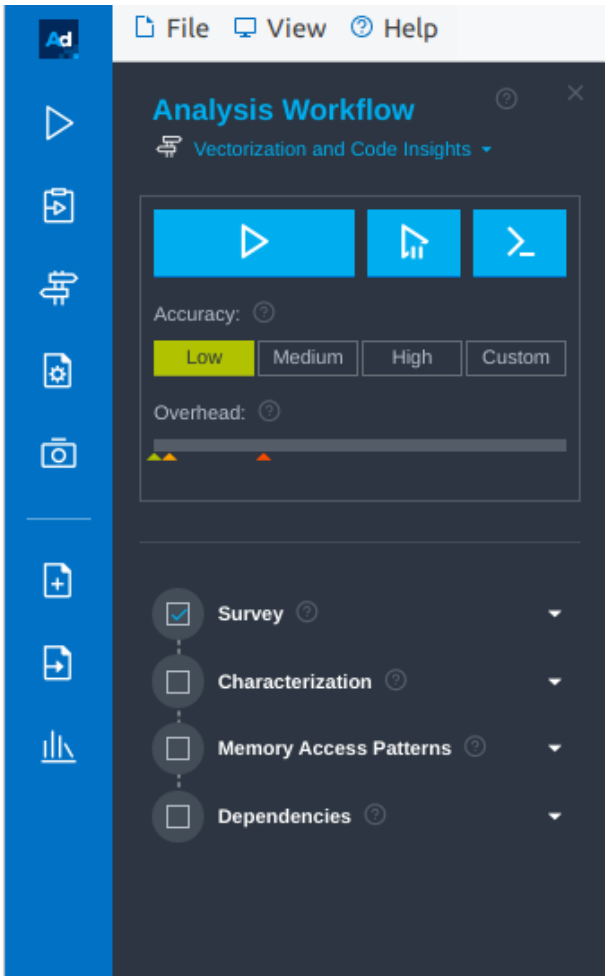 Ad
File View Help
Analysis Workflow
Vectorization and Code Insights
Accuracy:
Low Medium High Custom
Overhead:
Survey
Characterization
Memory Access Patterns
Dependencies